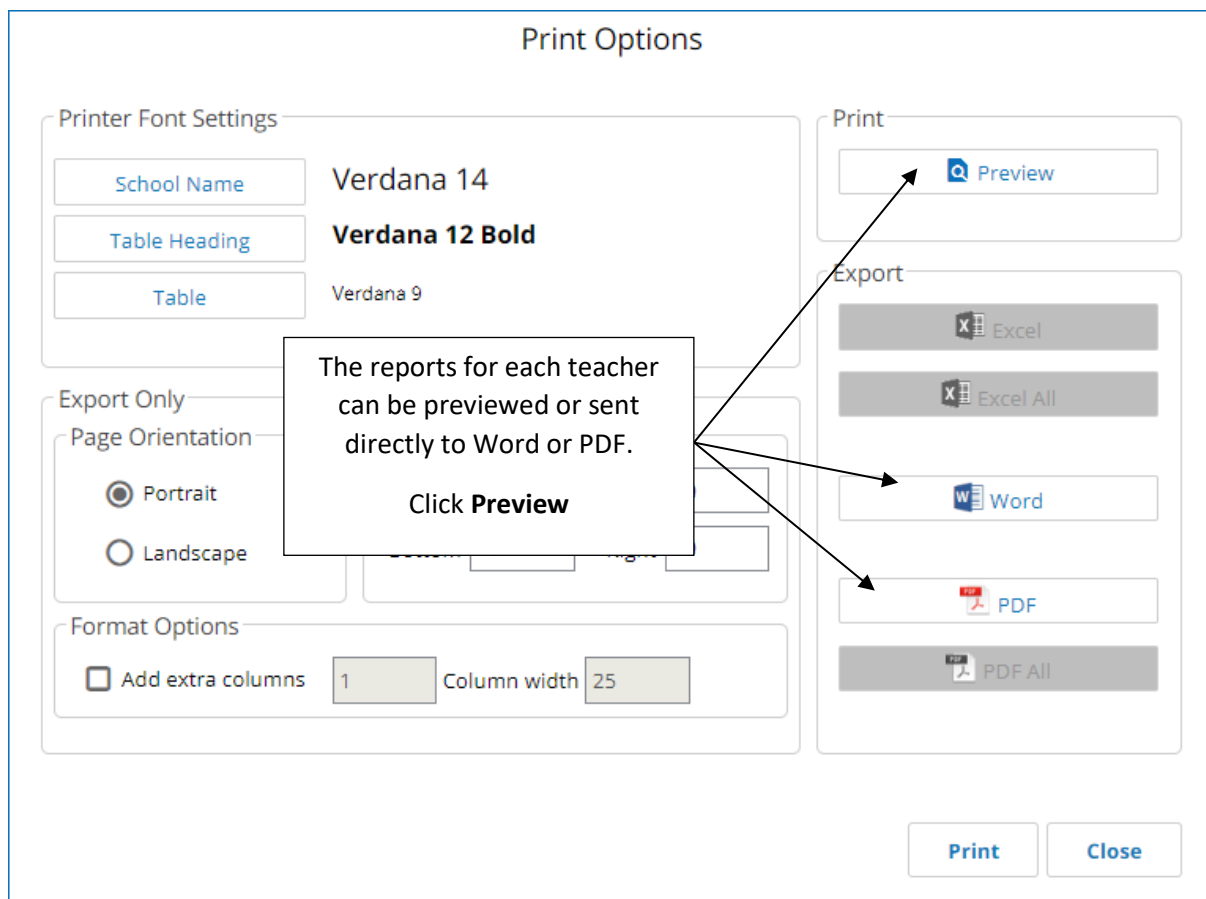 Print Options
Printer Font Settings
School Name
Verdana 14
Table Heading
Verdana 12 Bold
Table
Verdana 9
Print
Preview
Export
Excel
Excel All
Word
PDF
PDF All
The reports for each teacher
can be previewed or sent
directly to Word or PDF.
Click Preview
Export Only
Page Orientation
Portrait
Landscape
Bottom
Right
Format Options
Add extra columns
1
Column width
25
Print
Close